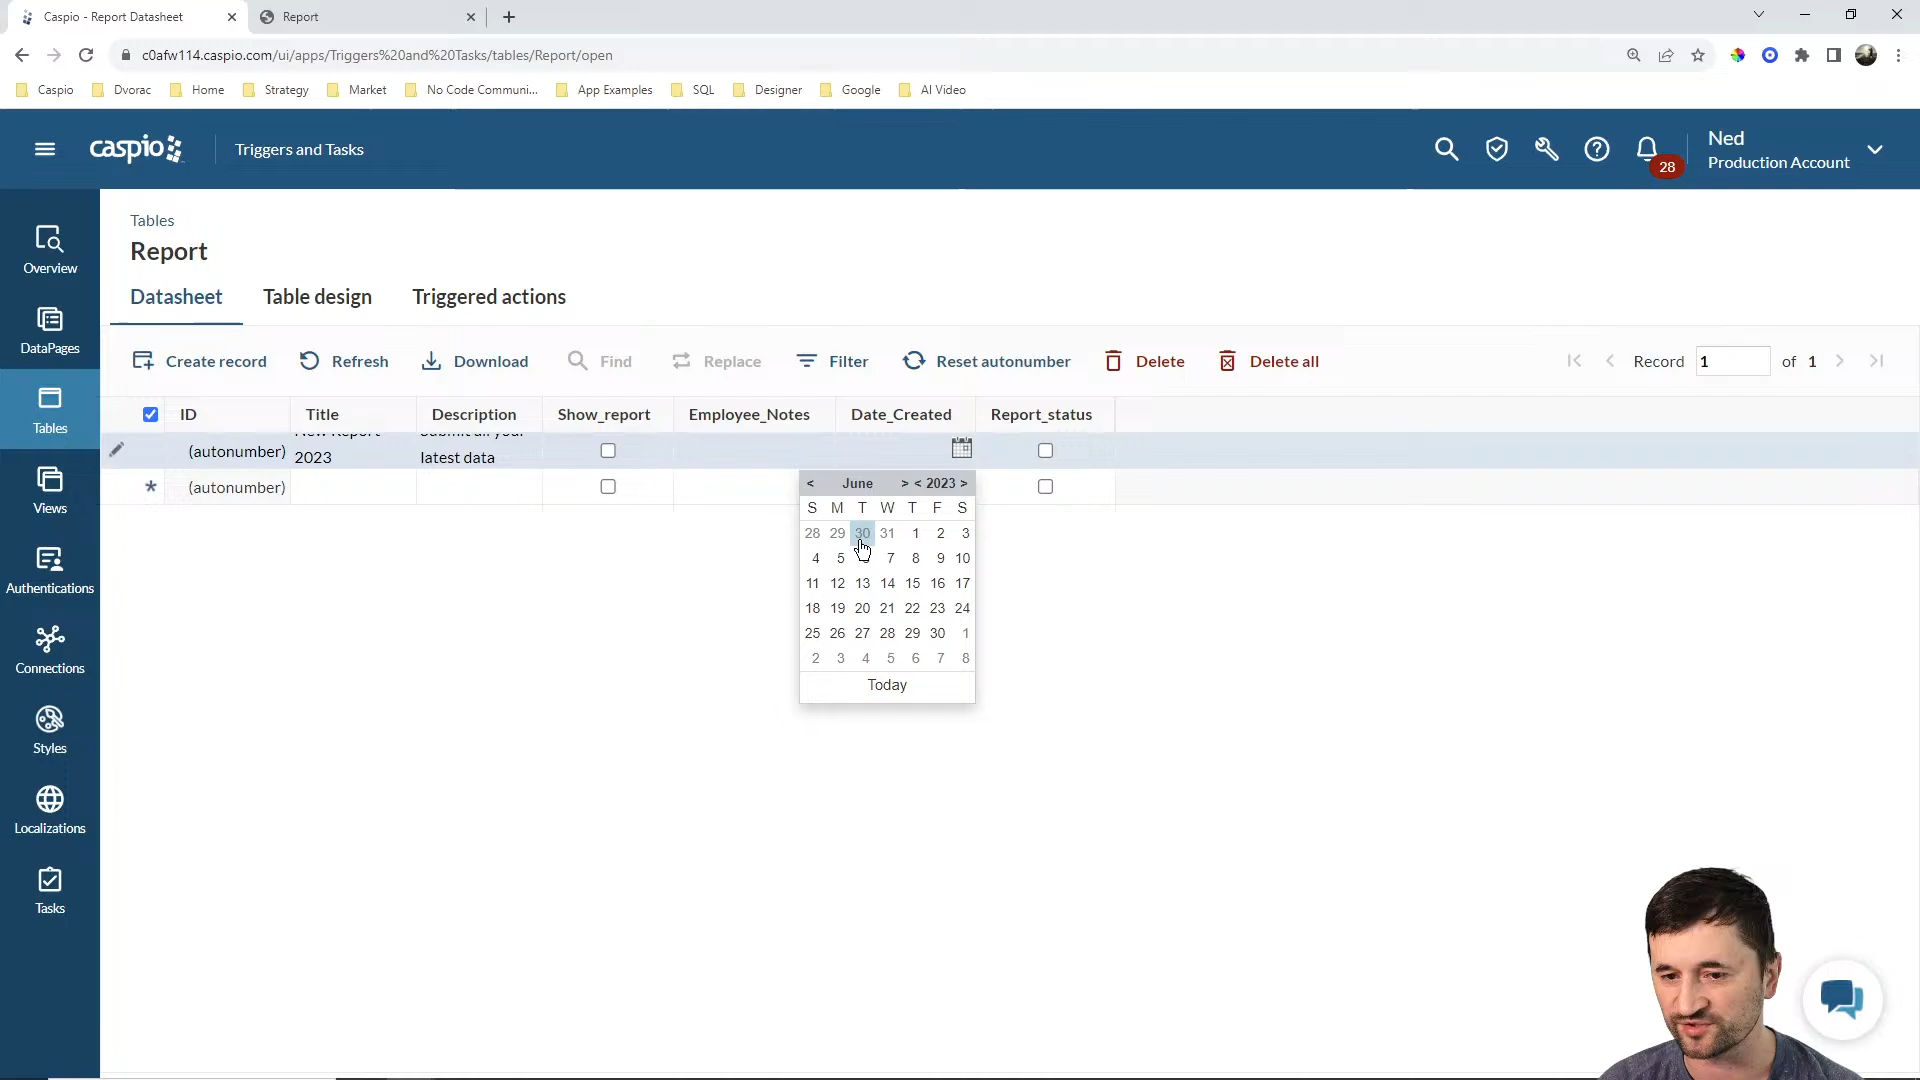 Caspio - Report Datasheet
Report
c0afw114.caspio.com/ui/apps/Triggers%20and%20Tasks/tables/Report/open
Caspio Dvorac Home Strategy Market No Code Communi... App Examples SQL Designer Google AI Video
caspio
Triggers and Tasks
28
Ned
Production Account
Overview
DataPages
Tables
Views
Authentications
Connections
Styles
Localizations
Tasks
Tables
Report
Datasheet Table design Triggered actions
Create record Refresh Download Find Replace Filter Reset autonumber Delete Delete all Record 1 of 1
ID Title Description Show_report Employee_Notes Date_Created Report_status
New Report Submit all your
(autonumber) 2023 latest data
* (autonumber)
< June > < 2023 >
S M T W T F S
28 29 30 31 1 2 3
4 5 6 7 8 9 10
11 12 13 14 15 16 17
18 19 20 21 22 23 24
25 26 27 28 29 30 1
2 3 4 5 6 7 8
Today